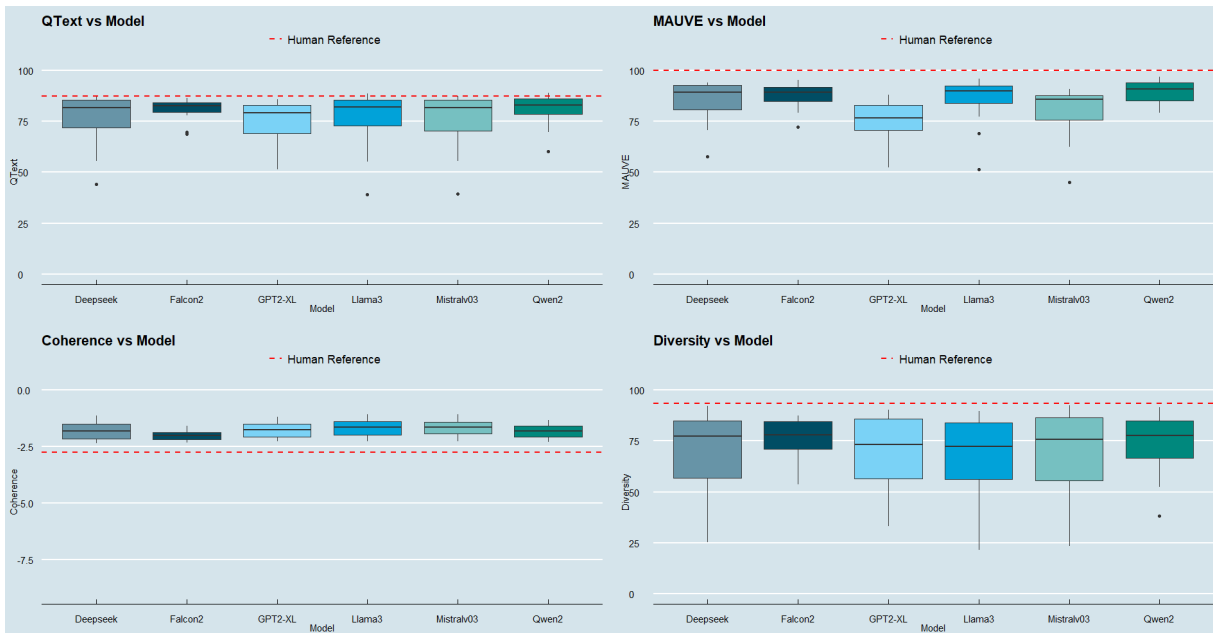 QText vs Model
Human Reference
100
75
50
25
0
QText
Deepseek Falcon2 GPT2-XL Llama3 Mistralv03 Qwen2
Model
MAUVE vs Model
Human Reference
100
75
50
25
0
MAUVE
Deepseek Falcon2 GPT2-XL Llama3 Mistralv03 Qwen2
Model
Coherence vs Model
Human Reference
0.0
-2.5
-5.0
-7.5
Coherence
Deepseek Falcon2 GPT2-XL Llama3 Mistralv03 Qwen2
Model
Diversity vs Model
Human Reference
100
75
50
25
0
Diversity
Deepseek Falcon2 GPT2-XL Llama3 Mistralv03 Qwen2
Model